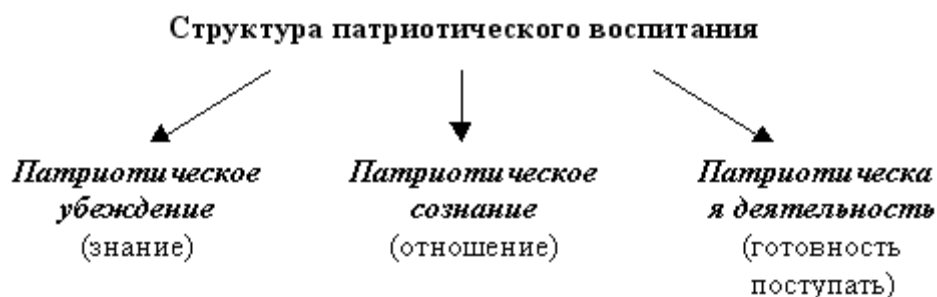 Структура патриотического воспитания
Патриотическое
убеждение
(знание)
Патриотическое
сознание
(отношение)
Патриотическа
я деятельность
(готовность
поступать)